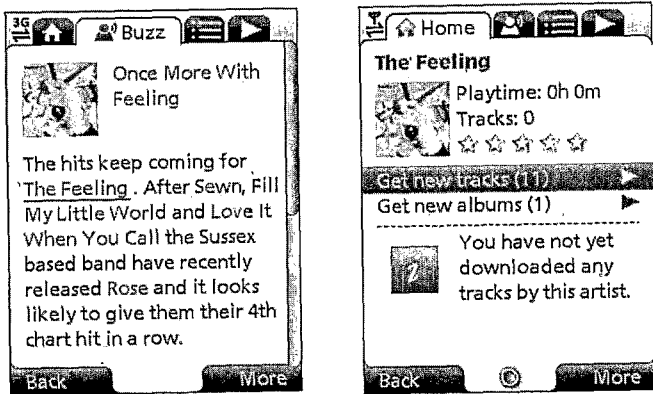 3G
Buzz
Once More With
Feeling
The hits keep coming for
The Feeling . After Sewn, Fill
My Little World and Love It
When You Call the Sussex
based band have recently
released Rose and it looks
likely to give them their 4th
chart hit in a row.
Back More
Home
The Feeling
Playtime: 0h 0m
Tracks: 0
Get new tracks (11)
Get new albums (1)
You have not yet
downloaded any
tracks by this artist.
Back More